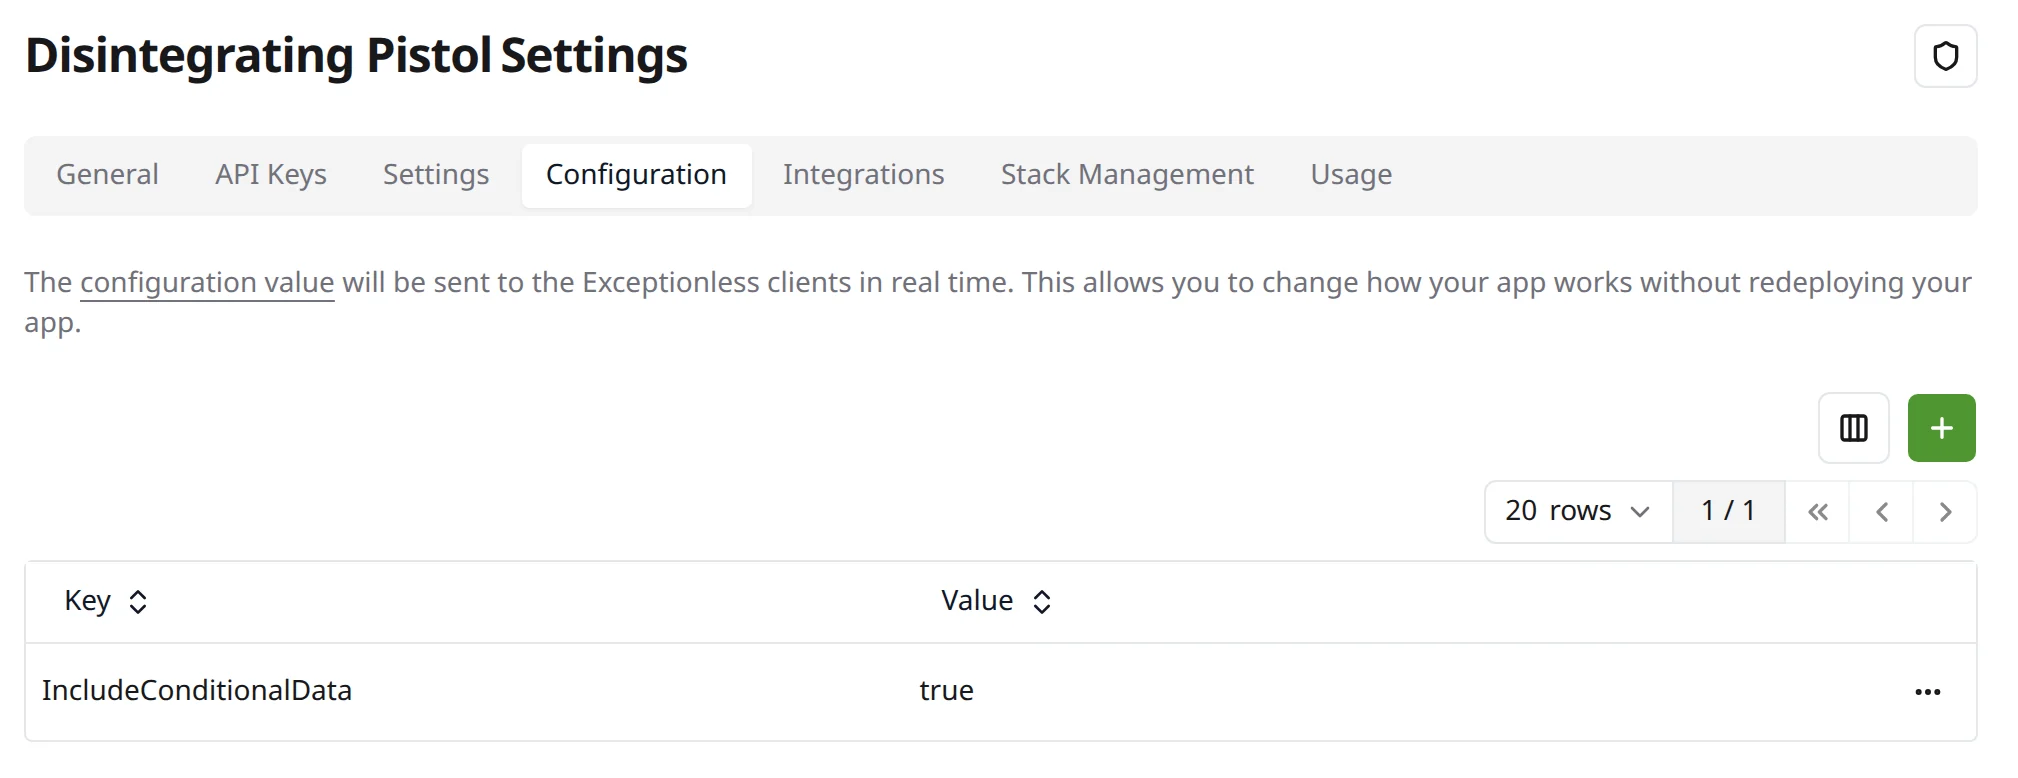 Disintegrating Pistol Settings
General API Keys Settings Configuration Integrations Stack Management Usage
The configuration value will be sent to the Exceptionless clients in real time. This allows you to change how your app works without redeploying your
app.
20 rows 1 / 1
Key Value
IncludeConditionalData true